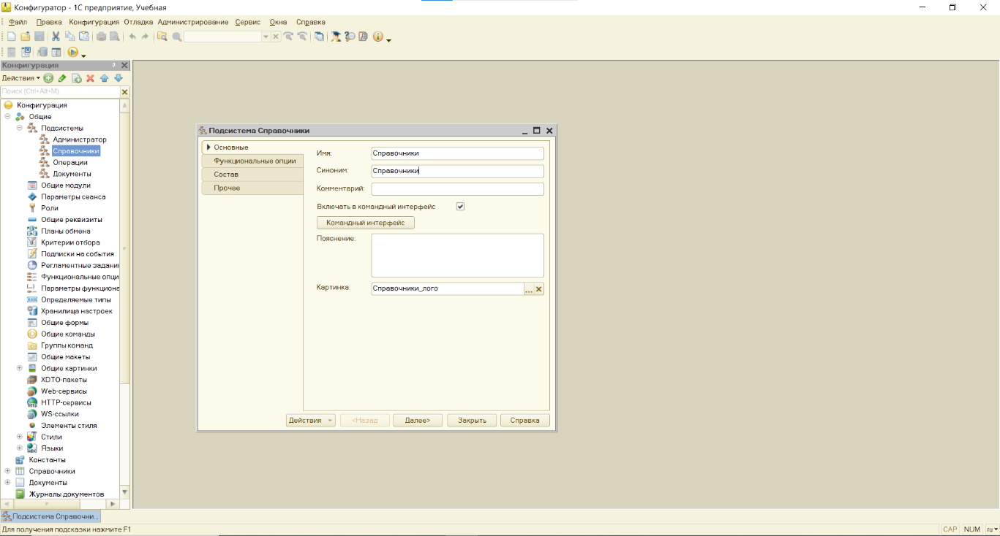 Конфигуратор - 1С предприятие, Учебная
Файл Правка Конфигурация Отладка Администрирование Сервис Окна Справка
Конфигурация
Действия
Поиск (Ctrl+Alt+M)
Конфигурация
Общие
Подсистемы
Администратор
Справочники
Операции
Документы
Общие модули
Параметры сеанса
Роли
Общие реквизиты
Планы обмена
Критерии отбора
Подписки на события
Регламентные задания
Функциональные опци
Параметры функциона
Определяемые типы
Хранилища настроек
Общие формы
Общие команды
Группы команд
Общие макеты
Общие картинки
XDTO-пакеты
Web-сервисы
HTTP-сервисы
WS-ссылки
Элементы стиля
Стили
Языки
Константы
Справочники
Документы
Журналы документов
Подсистема Справочники
Основные
Функциональные опции
Состав
Прочее
Имя: Справочники
Синоним: Справочники
Комментарий:
Включать в командный интерфейс
Командный интерфейс
Пояснение:
Картинка: Справочники_лого ...
Действия <Назад Далее> Закрыть Справка
Подсистема Справочни...
Для получения подсказки нажмите F1
CAP NUM ru